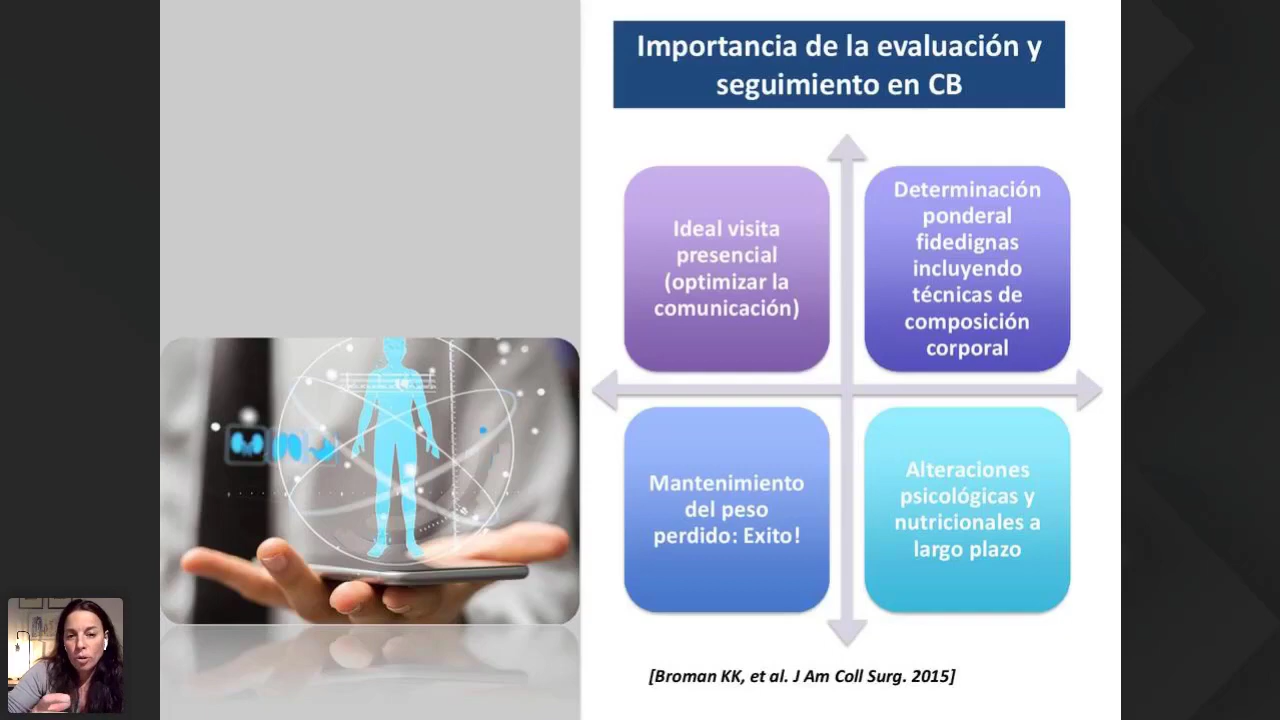 Importancia de la evaluación y
seguimiento en CB
Ideal visita
presencial
(optimizar la
comunicación)
Determinación
ponderal
fidedignas
incluyendo
técnicas de
composición
corporal
Mantenimiento
del peso
perdido: Exito!
Alteraciones
psicológicas y
nutricionales a
largo plazo
[Broman KK, et al. J Am Coll Surg. 2015]